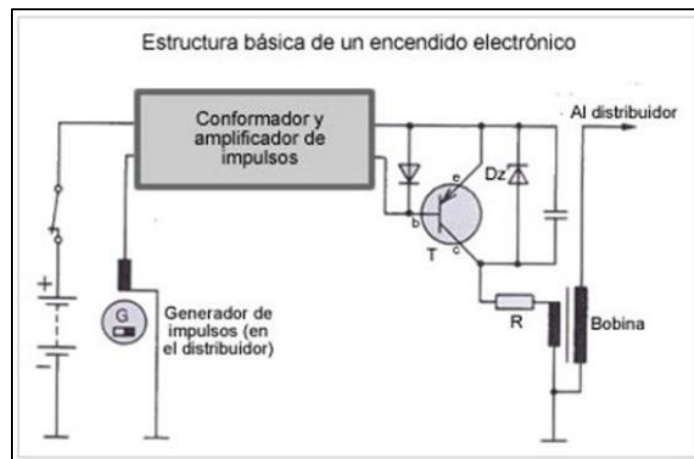 Estructura básica de un encendido electrónico
Conformador y
amplificador de
impulsos
Al distribuidor
e
Dz
b
T
c
+
G
Generador de
impulsos (en
el distribuidor)
R
Bobina
−